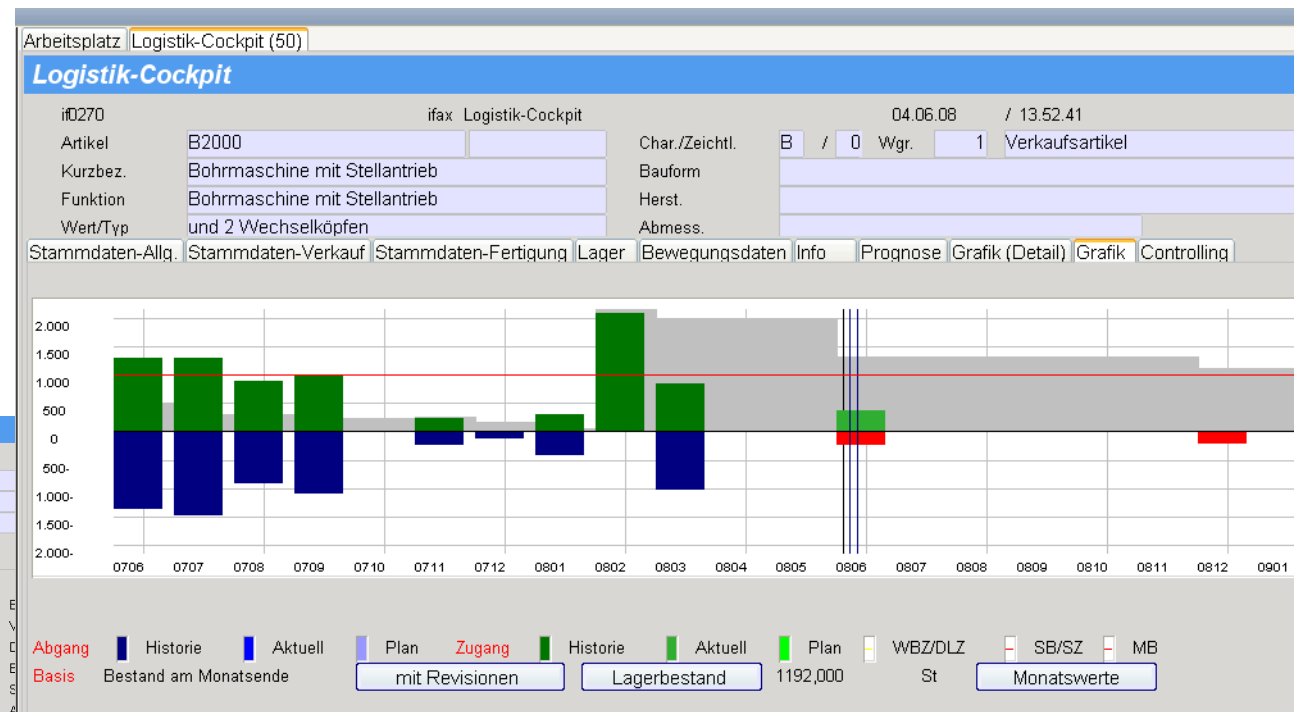 Arbeitsplatz Logistik-Cockpit (50)
Logistik-Cockpit
if0270 ifax Logistik-Cockpit 04.06.08 / 13.52.41
Artikel B2000 Char./Zeichtl. B / 0 Wgr. 1 Verkaufsartikel
Kurzbez. Bohrmaschine mit Stellantrieb Bauform
Funktion Bohrmaschine mit Stellantrieb Herst.
Wert/Typ und 2 Wechselköpfen Abmess.
Stammdaten-Allg. Stammdaten-Verkauf Stammdaten-Fertigung Lager Bewegungsdaten Info Prognose Grafik (Detail) Grafik Controlling
2.000
1.500
1.000
500
0
500-
1.000-
1.500-
2.000-
0706 0707 0708 0709 0710 0711 0712 0801 0802 0803 0804 0805 0806 0807 0808 0809 0810 0811 0812 0901
Abgang Historie Aktuell Plan Zugang Historie Aktuell Plan WBZ/DLZ SB/SZ MB
Basis Bestand am Monatsende mit Revisionen Lagerbestand 1192,000 St Monatswerte